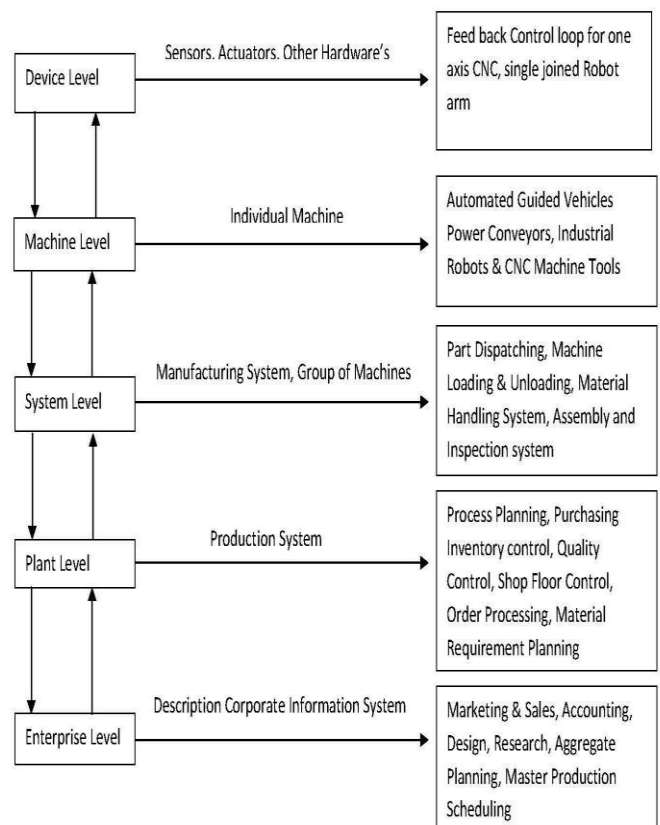 Sensors. Actuators. Other Hardware's
Device Level
Feed back Control loop for one
axis CNC, single joined Robot
arm
Individual Machine
Machine Level
Automated Guided Vehicles
Power Conveyors, Industrial
Robots & CNC Machine Tools
Manufacturing System, Group of Machines
System Level
Part Dispatching, Machine
Loading & Unloading, Material
Handling System, Assembly and
Inspection system
Production System
Plant Level
Process Planning, Purchasing
Inventory control, Quality
Control, Shop Floor Control,
Order Processing, Material
Requirement Planning
Description Corporate Information System
Enterprise Level
Marketing & Sales, Accounting,
Design, Research, Aggregate
Planning, Master Production
Scheduling